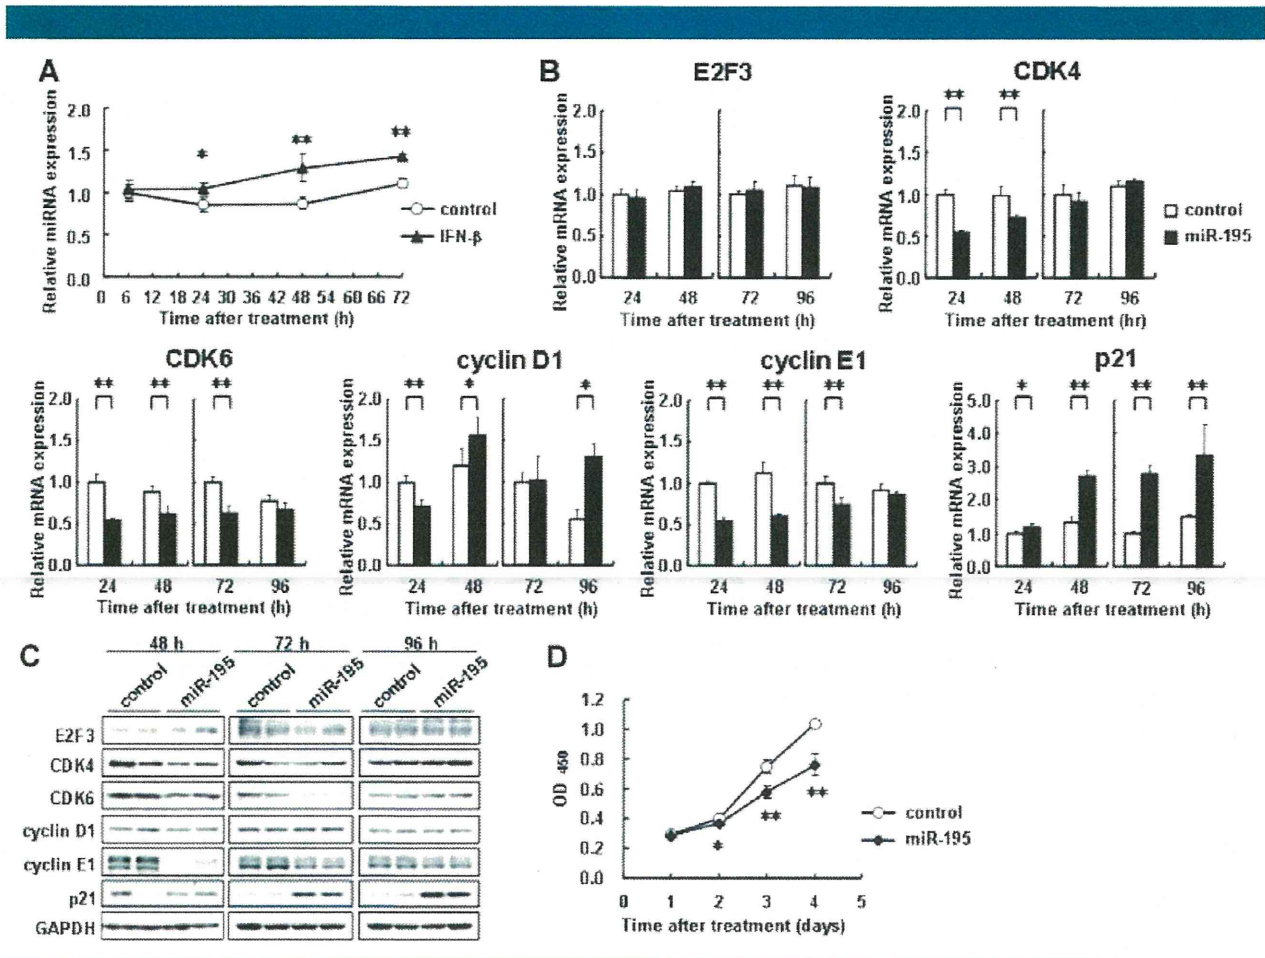 A
Relative miRNA expression
2.0
1.5
1.0
0.5
0.0
0 6 12 18 24 30 36 42 48 54 60 66 72
Time after treatment (h)
* ** **
control
IFN-β
B
E2F3
Relative mRNA expression
2.0
1.5
1.0
0.5
0.0
24 48 72 96
Time after treatment (h)
CDK4
Relative mRNA expression
** **
2.0
1.5
1.0
0.5
0.0
24 48 72 96
Time after treatment (hr)
control
miR-195
CDK6
Relative mRNA expression
** ** **
2.0
1.5
1.0
0.5
0.0
24 48 72 96
Time after treatment (h)
cyclin D1
Relative mRNA expression
** * *
2.0
1.5
1.0
0.5
0.0
24 48 72 96
Time after treatment (h)
cyclin E1
Relative mRNA expression
** ** **
2.0
1.5
1.0
0.5
0.0
24 48 72 96
Time after treatment (h)
p21
Relative mRNA expression
* ** ** **
5.0
4.0
3.0
2.0
1.0
0.0
24 48 72 96
Time after treatment (h)
C
48 h 72 h 96 h
control miR-195 control miR-195 control miR-195
E2F3
CDK4
CDK6
cyclin D1
cyclin E1
p21
GAPDH
D
OD 450
1.2
1.0
0.8
0.6
0.4
0.2
0.0
0 1 2 3 4 5
Time after treatment (days)
* ** **
control
miR-195